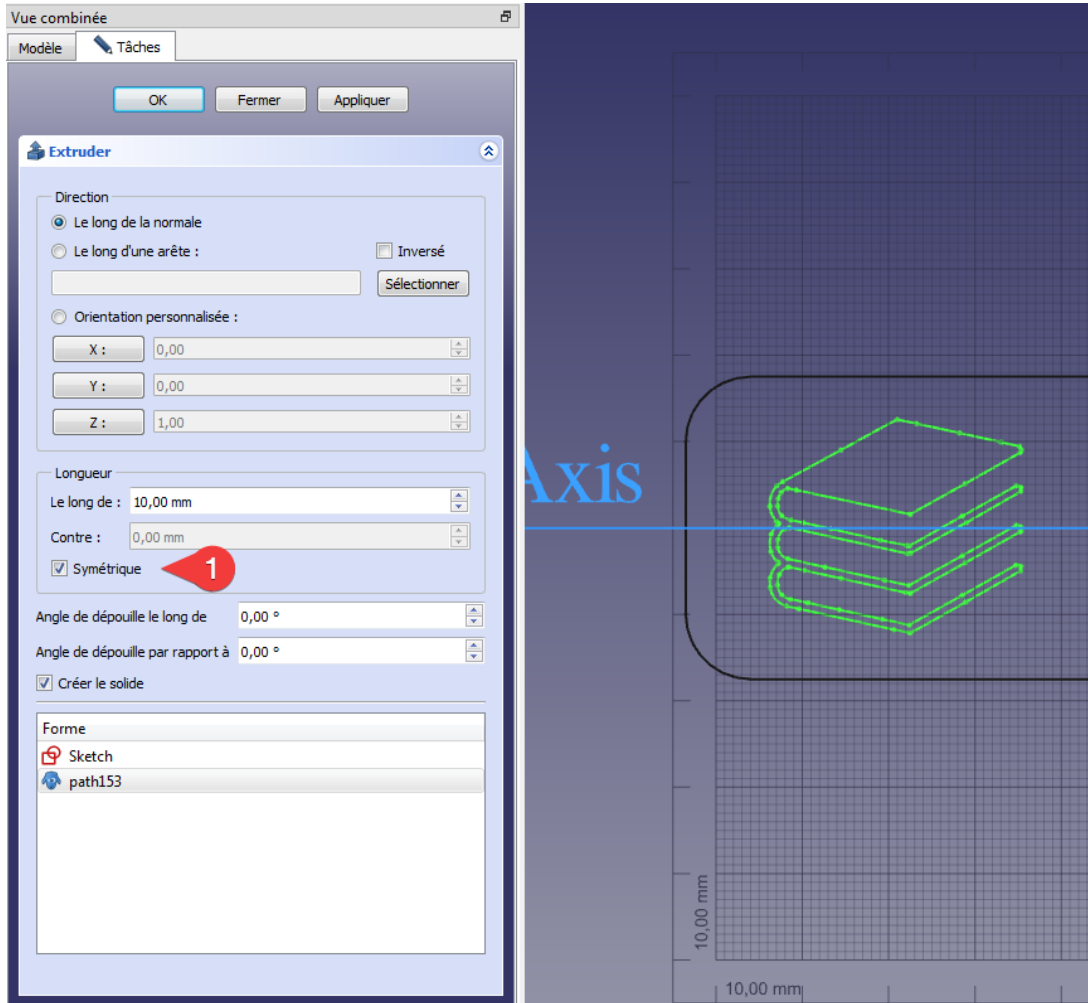 Vue combinée
Modèle Tâches
OK Fermer Appliquer
Extruder
Direction
Le long de la normale
Le long d'une arête : Inversé
Sélectionner
Orientation personnalisée :
X : 0,00
Y : 0,00
Z : 1,00
Longueur
Le long de : 10,00 mm
Contre : 0,00 mm
Symétrique 1
Angle de dépouille le long de 0,00 °
Angle de dépouille par rapport à 0,00 °
Créer le solide
Forme
Sketch
path153
Axis
10,00 mm
10,00 mm